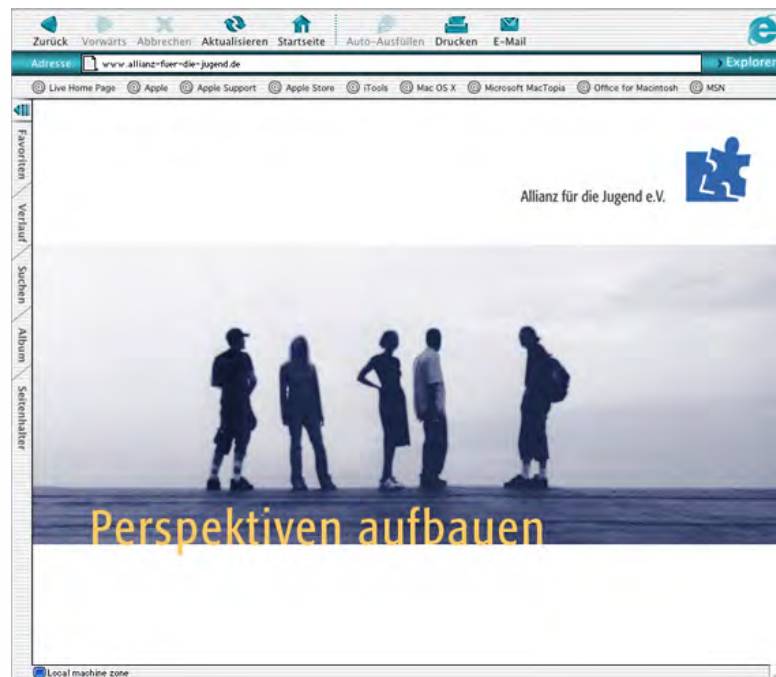 Zurück Vorwärts Abbrechen Aktualisieren Startseite Auto-Ausfüllen Drucken E-Mail
Adresse www.allianz-fuer-die-jugend.de Explorer
Live Home Page Apple Apple Support Apple Store iTools Mac OS X Microsoft MacTopia Office for Macintosh MSN
Favoriten
Verlauf
Suchen
Album
Seitenhalter
Allianz für die Jugend e.V.
Perspektiven aufbauen
Local machine zone